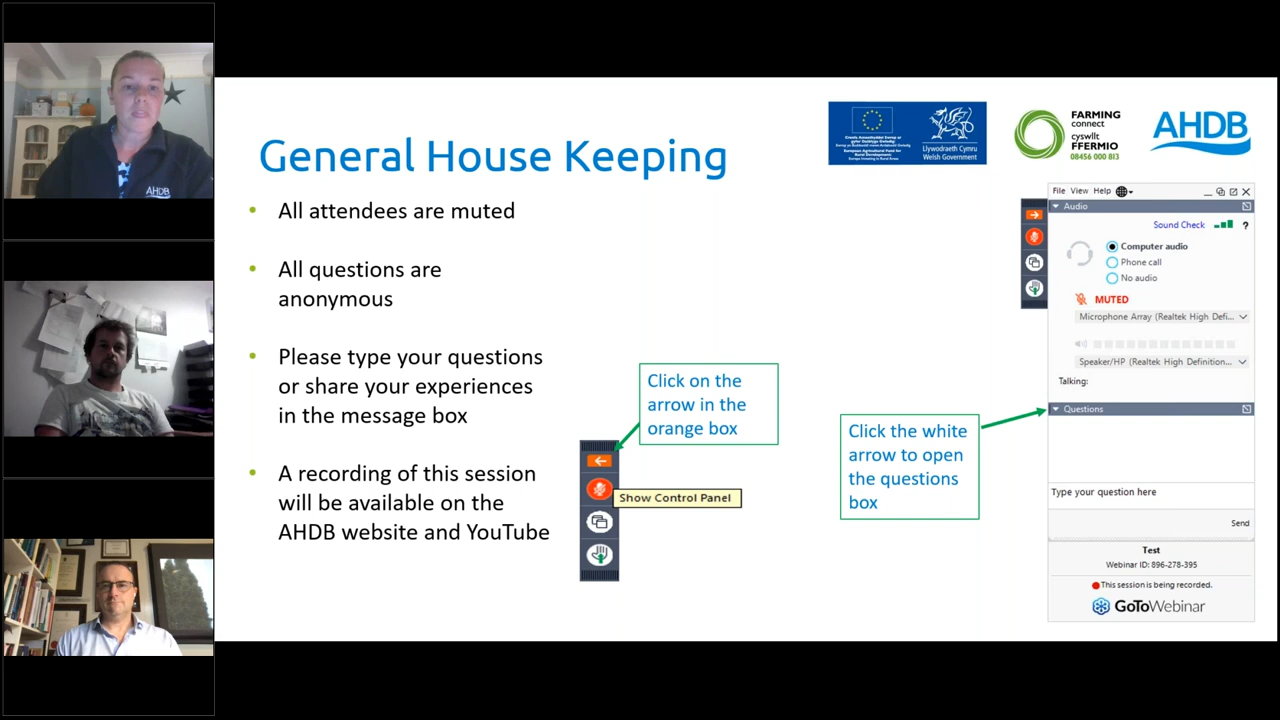 General House Keeping
• All attendees are muted
• All questions are
anonymous
• Please type your questions
or share your experiences
in the message box
• A recording of this session
will be available on the
AHDB website and YouTube
Click on the
arrow in the
orange box
Show Control Panel
Click the white
arrow to open
the questions
box
Llywodraeth Cymru
Welsh Government
FARMING
connect
cyswllt
FFERMIO
08456 000 813
AHDB
File View Help
Audio
Sound Check ?
Computer audio
Phone call
No audio
MUTED
Microphone Array (Realtek High Defi...
Speaker/HP (Realtek High Definition...
Talking:
Questions
Type your question here
Send
Test
Webinar ID: 896-278-395
This session is being recorded.
GoToWebinar
AHDB